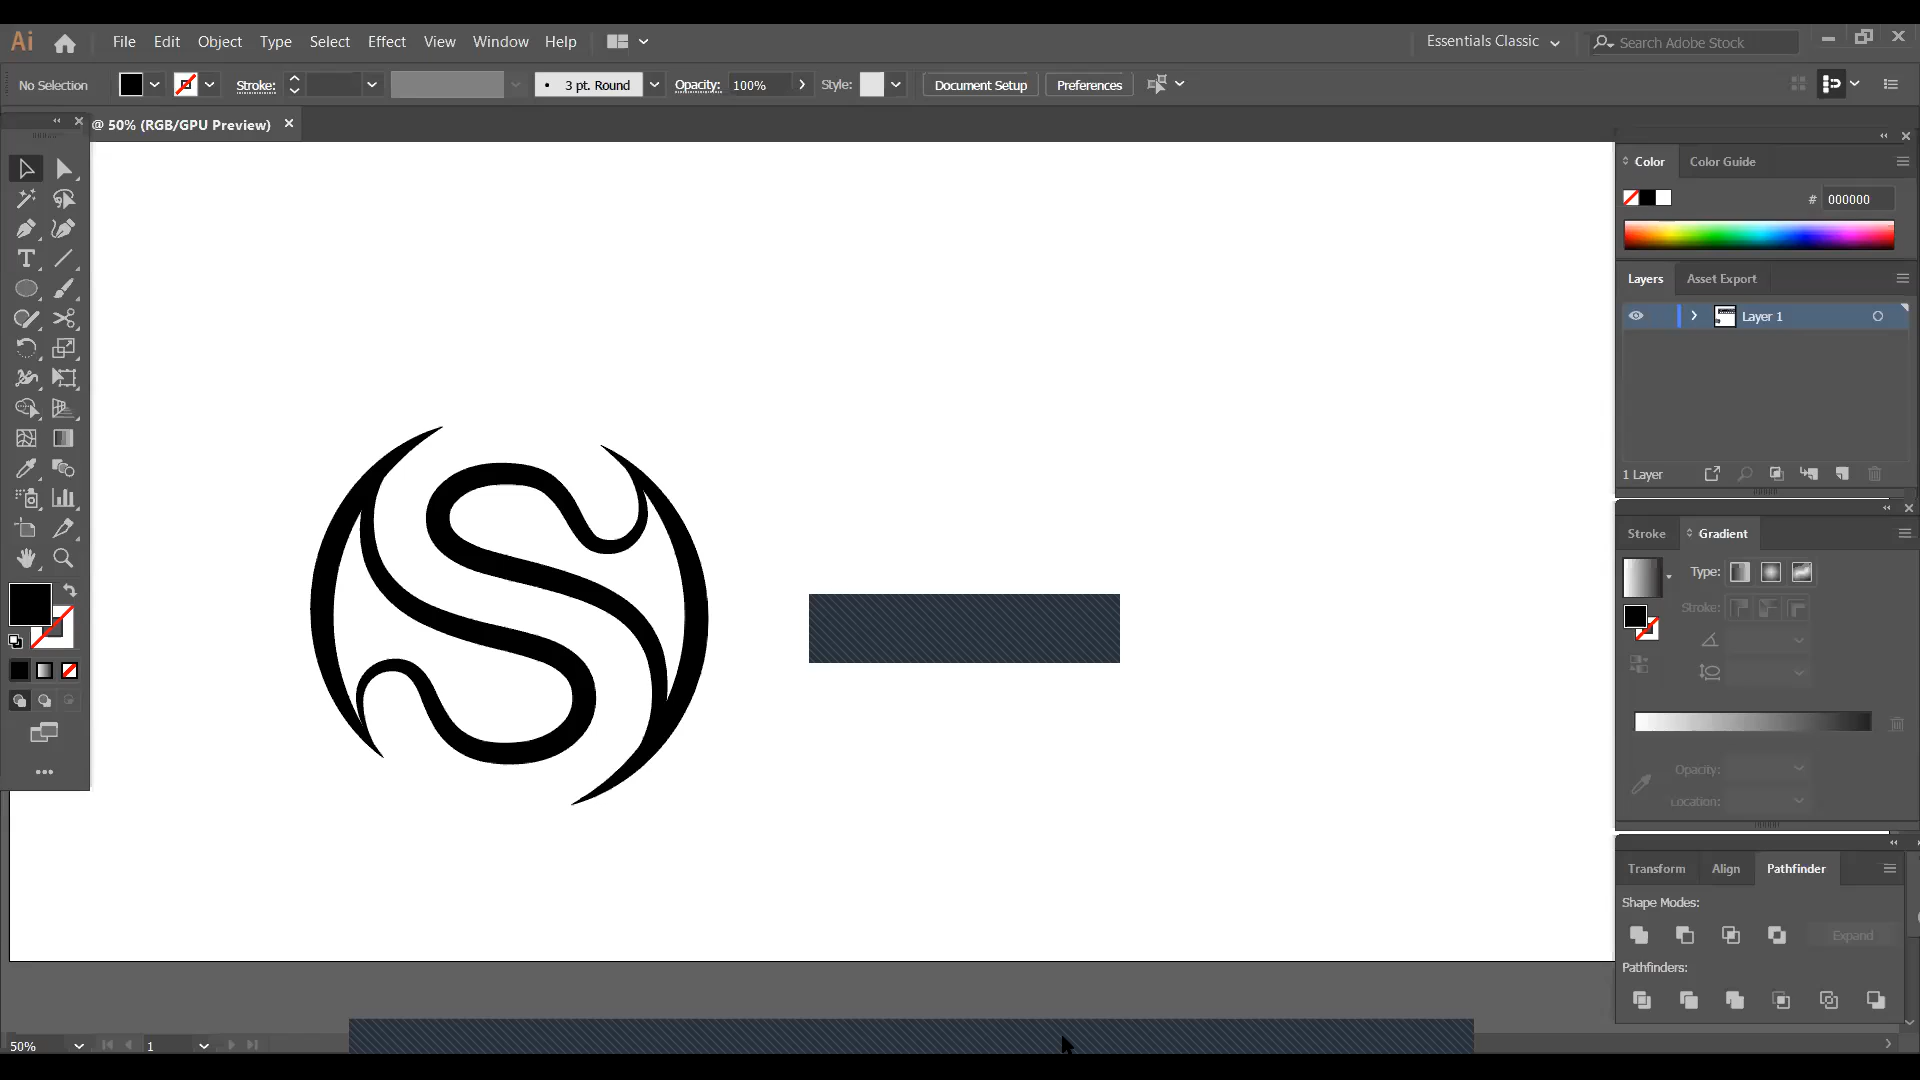 Ai File Edit Object Type Select Effect View Window Help Essentials Classic Search Adobe Stock
No Selection Stroke: 3 pt. Round Opacity: 100% Style: Document Setup Preferences
@ 50% (RGB/GPU Preview)
Color Color Guide
# 000000
Layers Asset Export
Layer 1
1 Layer
Stroke Gradient
Type:
Stroke:
Opacity:
Location:
Transform Align Pathfinder
Shape Modes:
Expand
Pathfinders:
50% 1